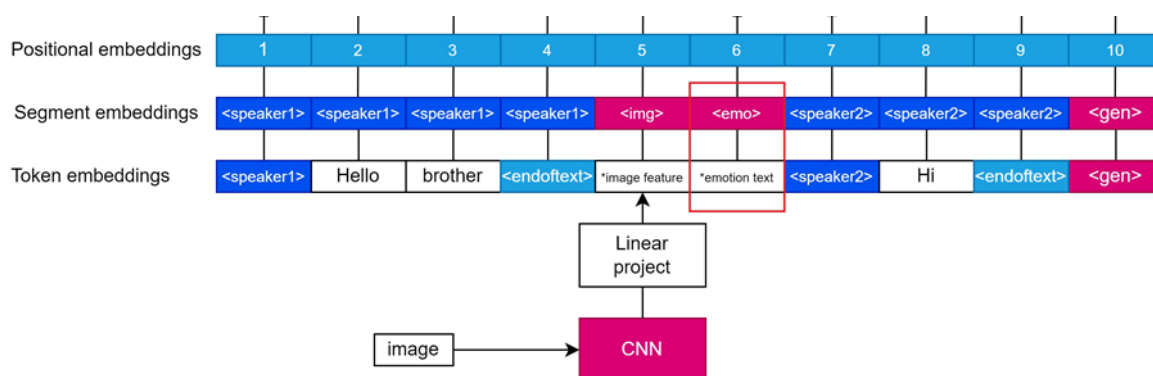 Positional embeddings 1 2 3 4 5 6 7 8 9 10
Segment embeddings <speaker1> <speaker1> <speaker1> <speaker1> <img> <emo> <speaker2> <speaker2> <speaker2> <gen>
Token embeddings <speaker1> Hello brother <endoftext> *image feature *emotion text <speaker2> Hi <endoftext> <gen>
Linear
project
image CNN